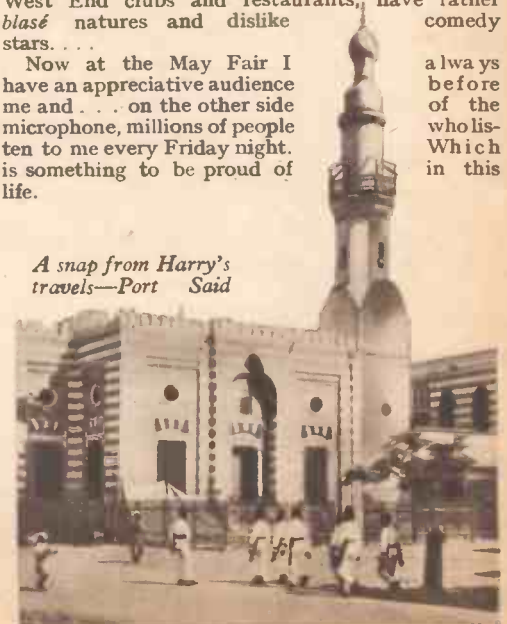 West End clubs and restaurants, have rather
blasé natures and dislike comedy
stars. . . .
Now at the May Fair I always
have an appreciative audience before
me and . . . on the other side of the
microphone, millions of people who lis-
ten to me every Friday night. Which
is something to be proud of in this
life.
A snap from Harry's
travels—Port Said